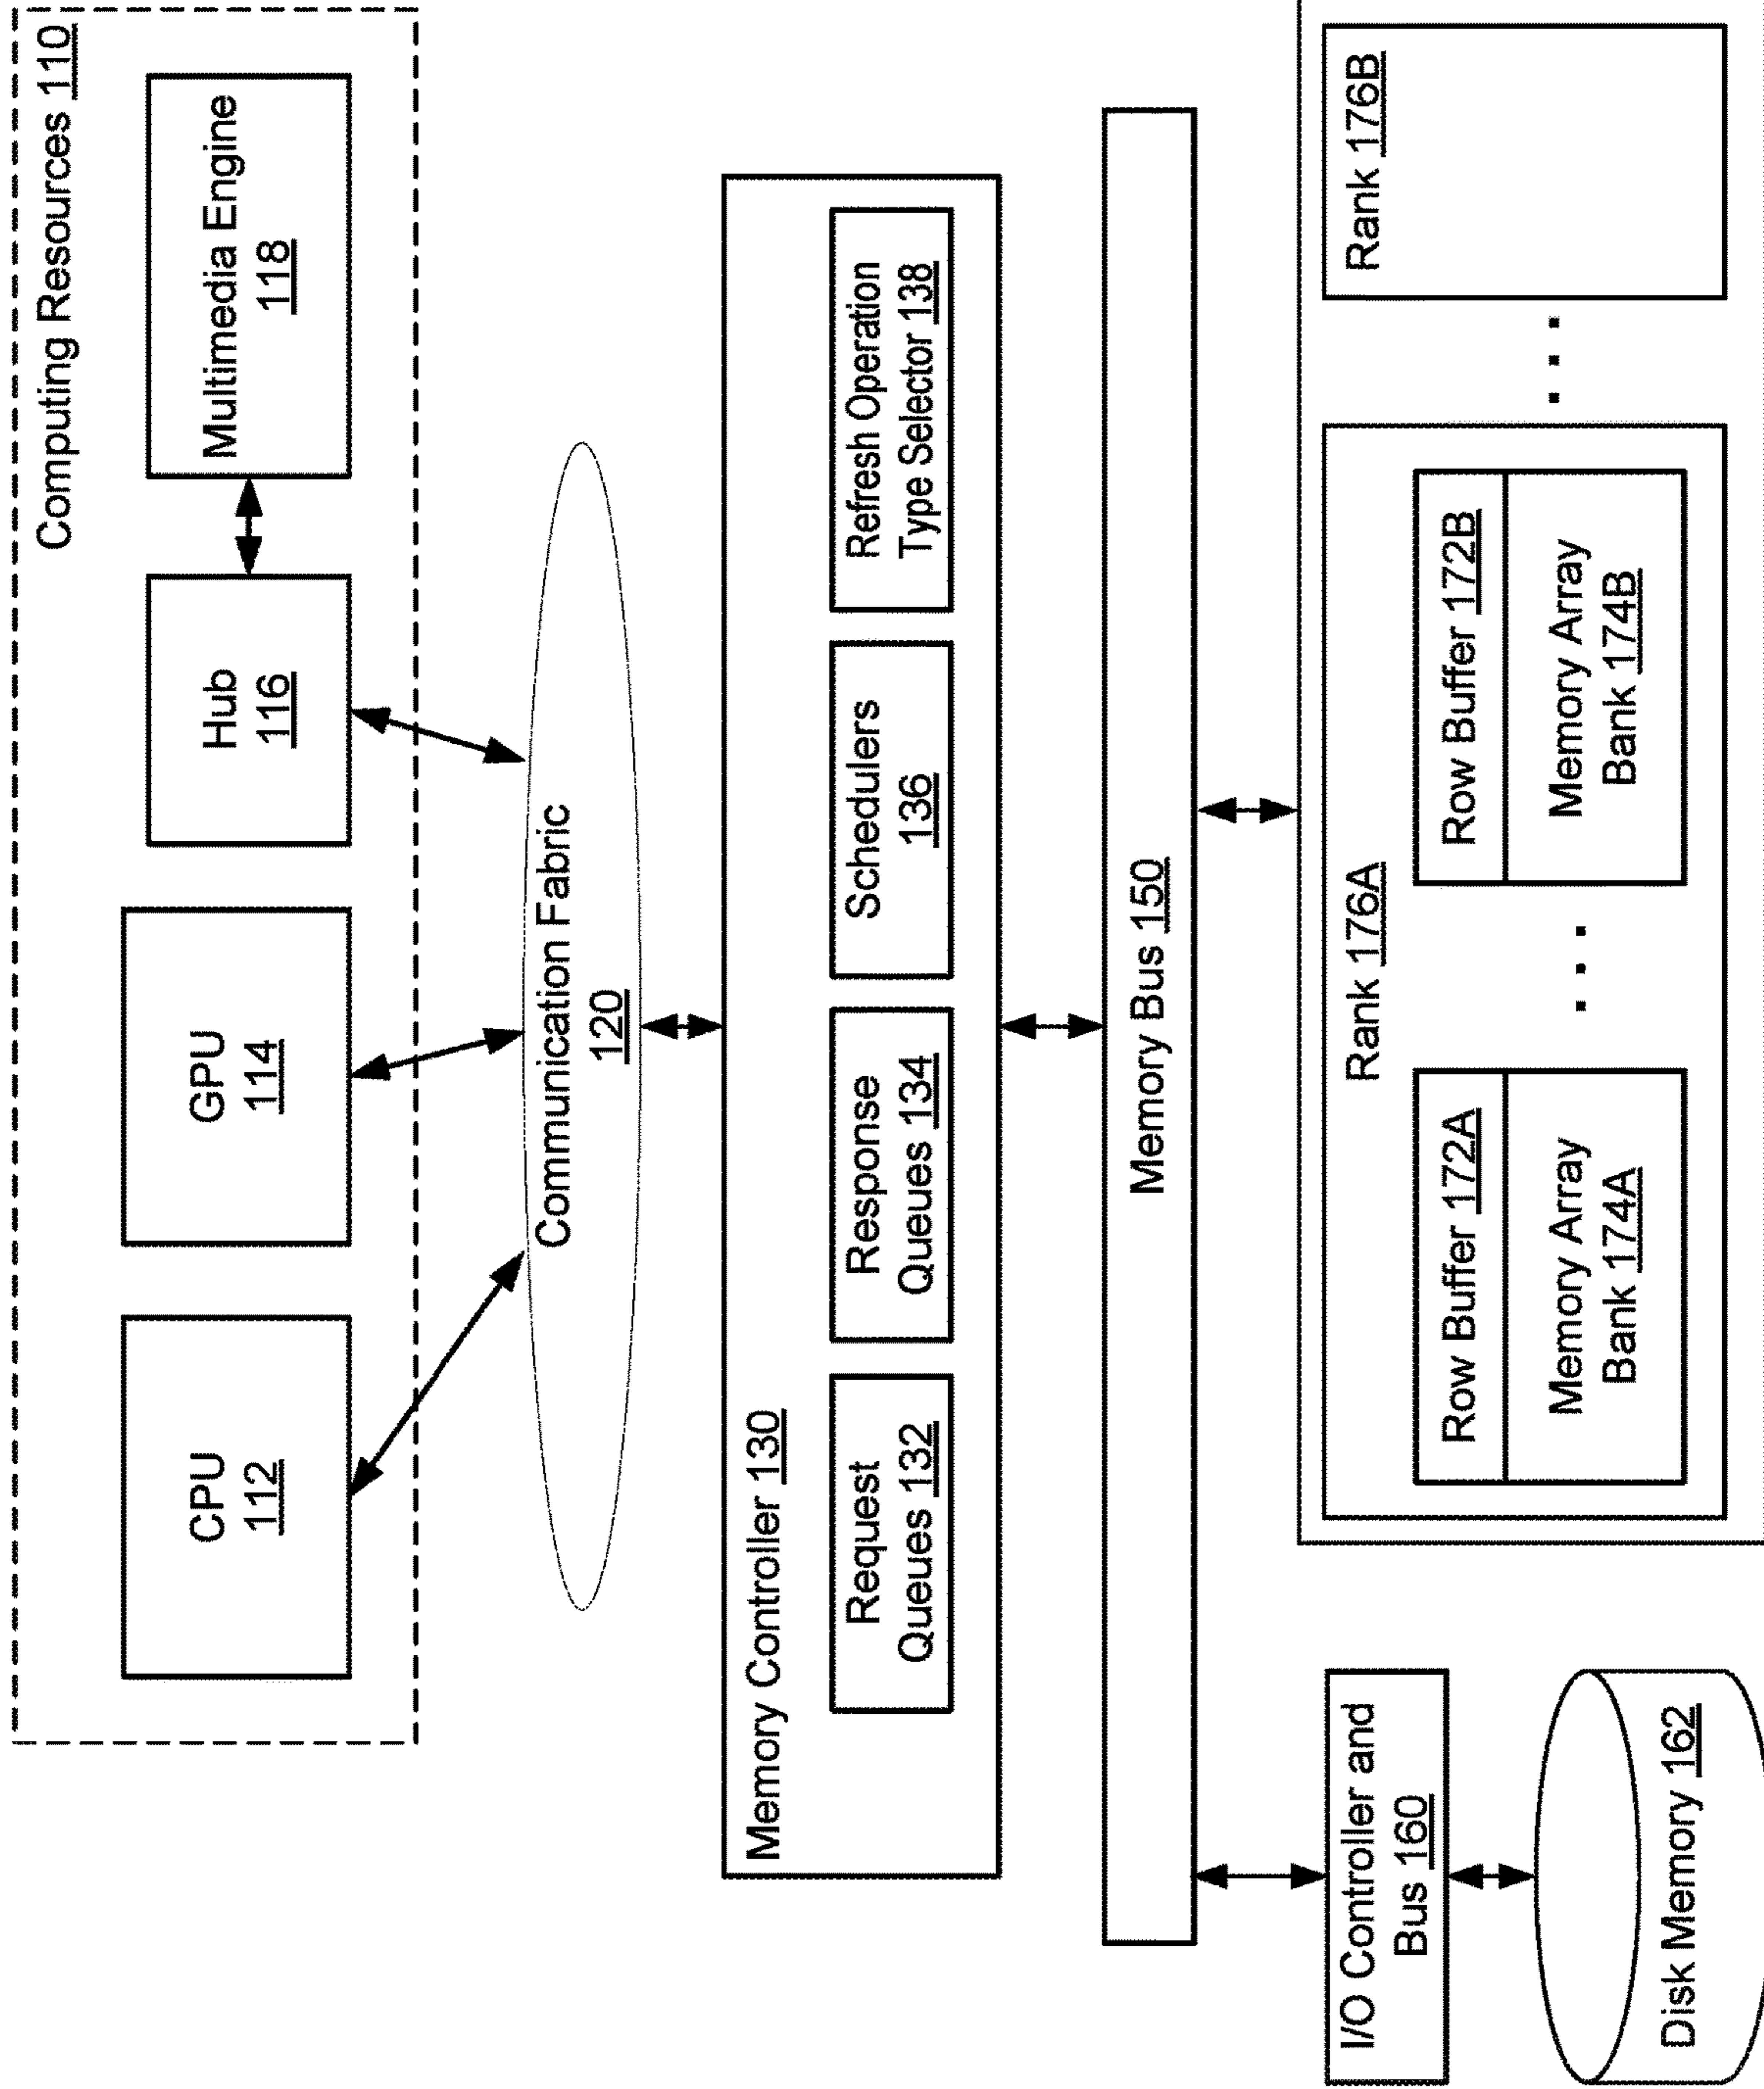 Computing Resources 110
CPU
112
GPU
114
Hub
116
Multimedia Engine
118
Communication Fabric
120
Memory Controller 130
Request
Queues 132
Response
Queues 134
Schedulers
136
Refresh Operation
Type Selector 138
Memory Bus 150
I/O Controller and
Bus 160
Disk Memory 162
Rank 176A
Row Buffer 172A
Memory Array
Bank 174A
. . .
Row Buffer 172B
Memory Array
Bank 174B
. . .
Rank 176B